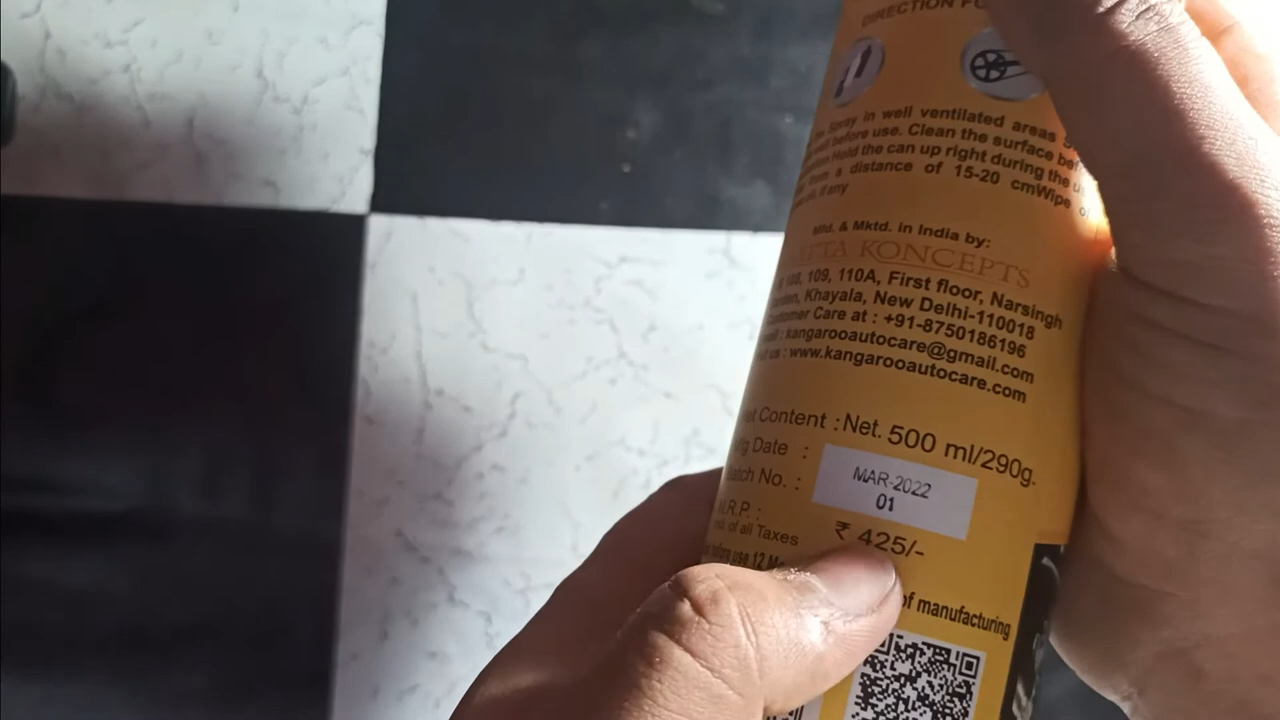 DIRECTION
Spray in well ventilated areas
well before use. Clean the surface
Hold the can up right during the
from a distance of 15-20 cmWipe
if any
Mfd. & Mktd. in India by:
KONCEPTS
109, 110A, First floor, Narsingh
Khayala, New Delhi-110018
Customer Care at : +91-8750186196
: kangarooautocare@gmail.com
us : www.kangarooautocare.com
Net Content : Net. 500 ml/290g.
Mfg Date :
MAR-2022
Batch No. :
01
M.R.P. :
₹ 425/-
of all Taxes
before use 12
of manufacturing